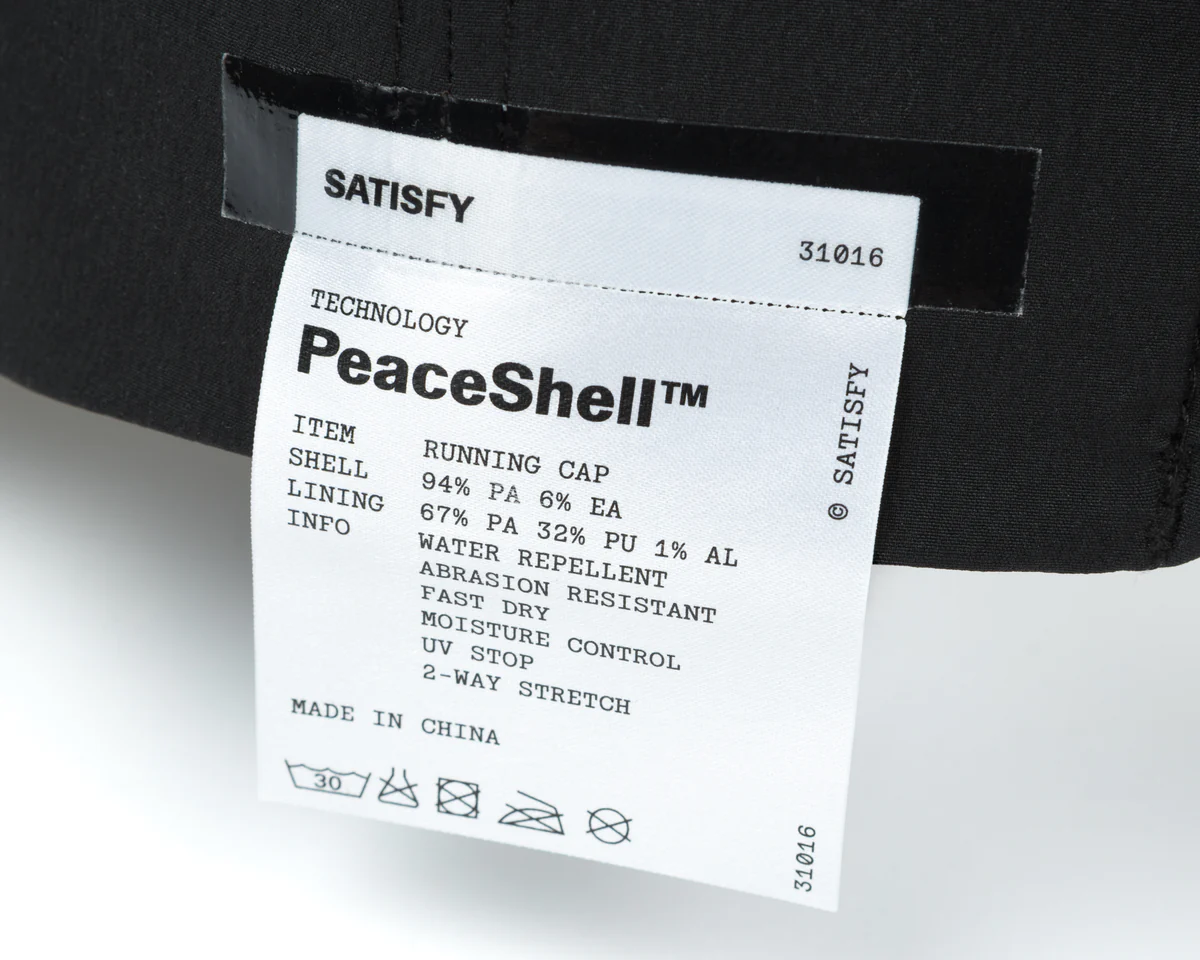 SATISFY
31016
TECHNOLOGY
PeaceShell™
ITEM RUNNING CAP
SHELL 94% PA 6% EA
LINING 67% PA 32% PU 1% AL
INFO WATER REPELLENT
ABRASION RESISTANT
FAST DRY
MOISTURE CONTROL
UV STOP
2-WAY STRETCH
MADE IN CHINA
30
© SATISFY
31016